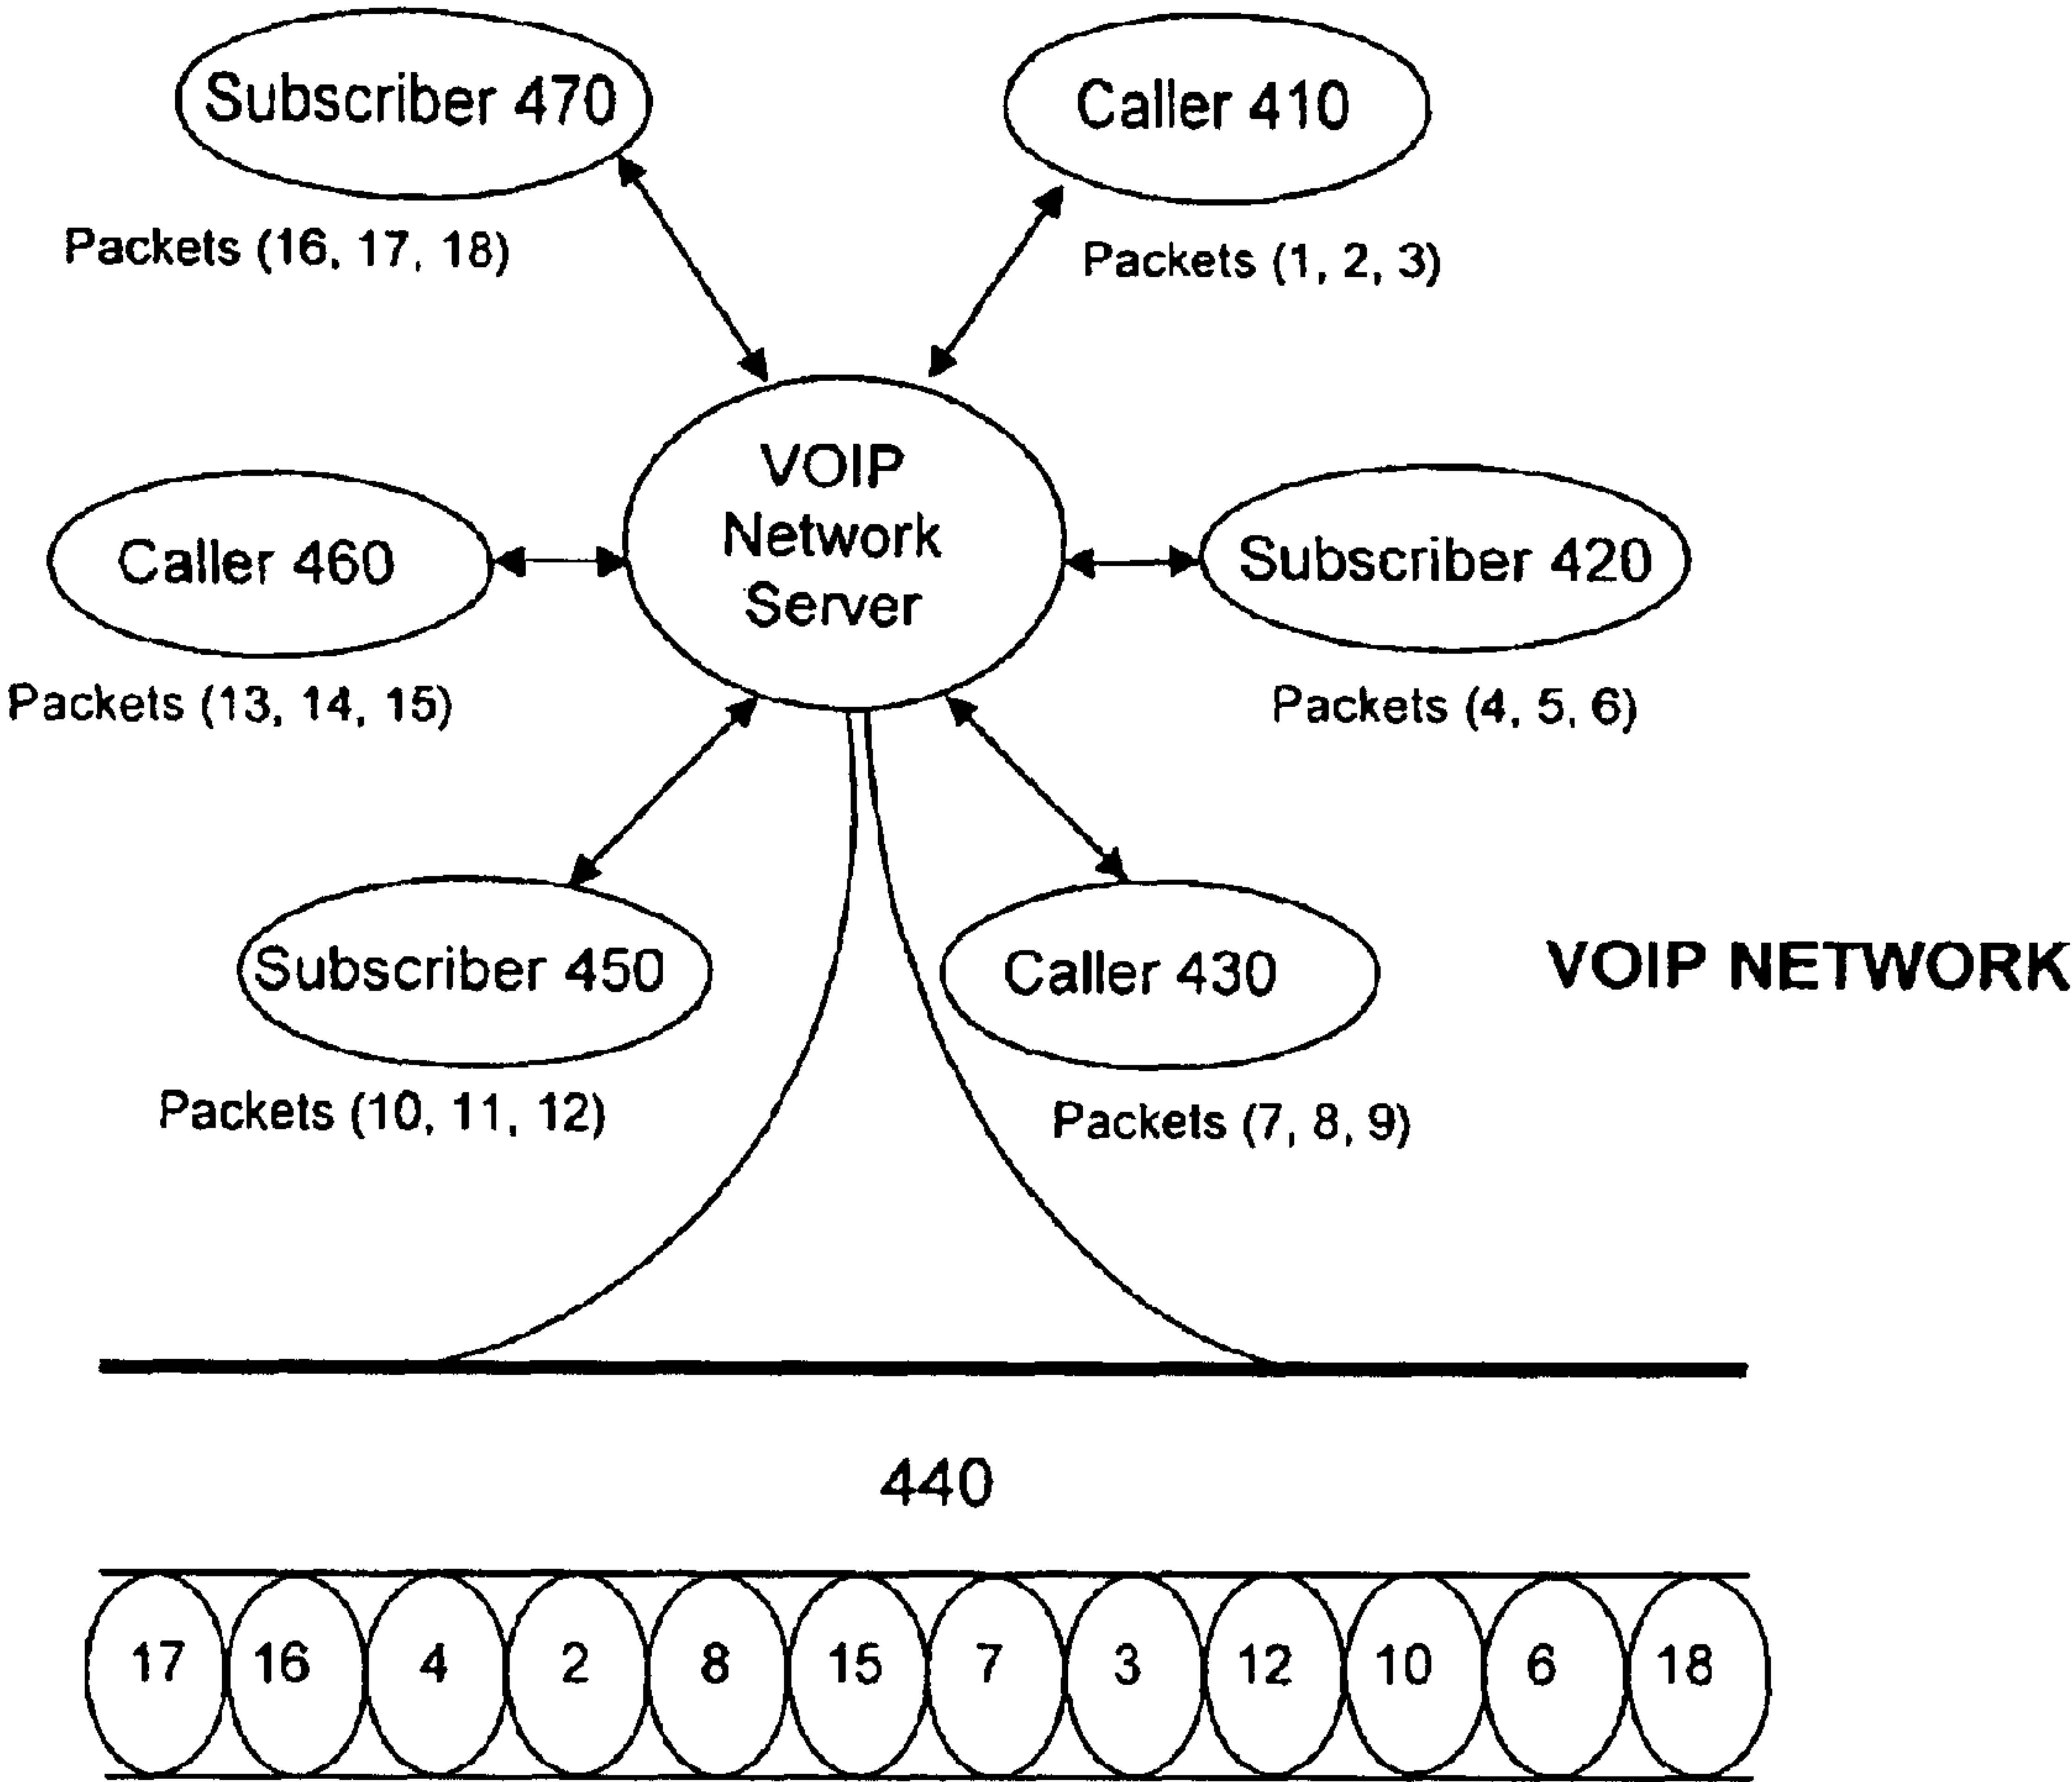 Subscriber 470
Caller 410
Packets (16, 17, 18)
Packets (1, 2, 3)
VOIP
Network
Server
Caller 460
Subscriber 420
Packets (13, 14, 15)
Packets (4, 5, 6)
Subscriber 450
Caller 430
VOIP NETWORK
Packets (10, 11, 12)
Packets (7, 8, 9)
440
17 16 4 2 8 15 7 3 12 10 6 18